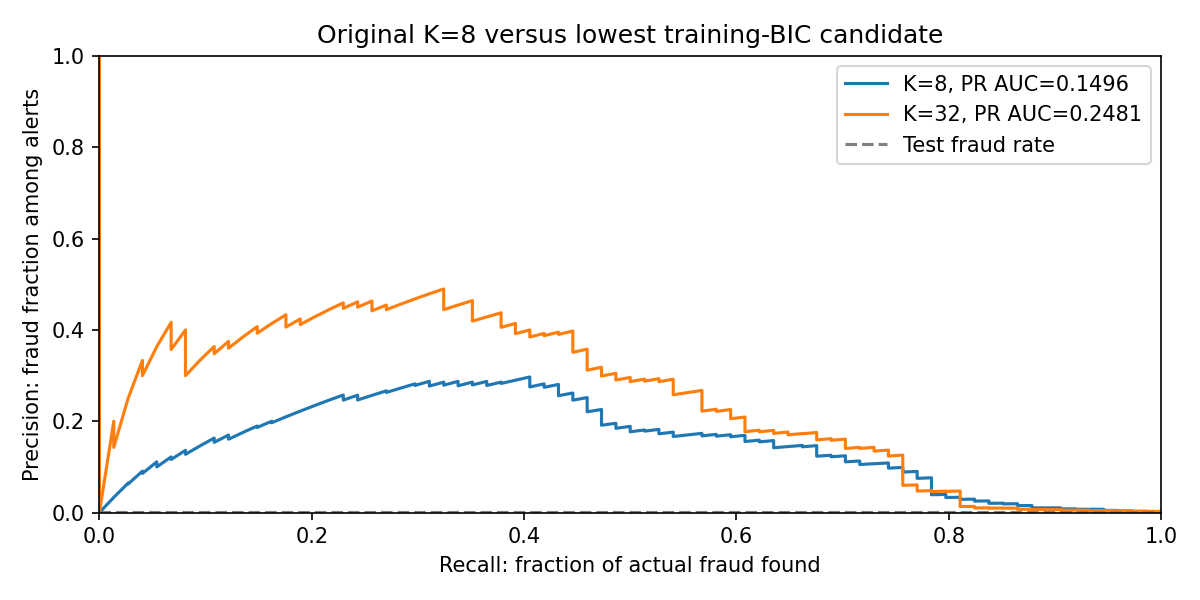 Original K=8 versus lowest training-BIC candidate
K=8, PR AUC=0.1496
K=32, PR AUC=0.2481
Test fraud rate
Precision: fraud fraction among alerts
1.0
0.8
0.6
0.4
0.2
0.0
0.0 0.2 0.4 0.6 0.8 1.0
Recall: fraction of actual fraud found